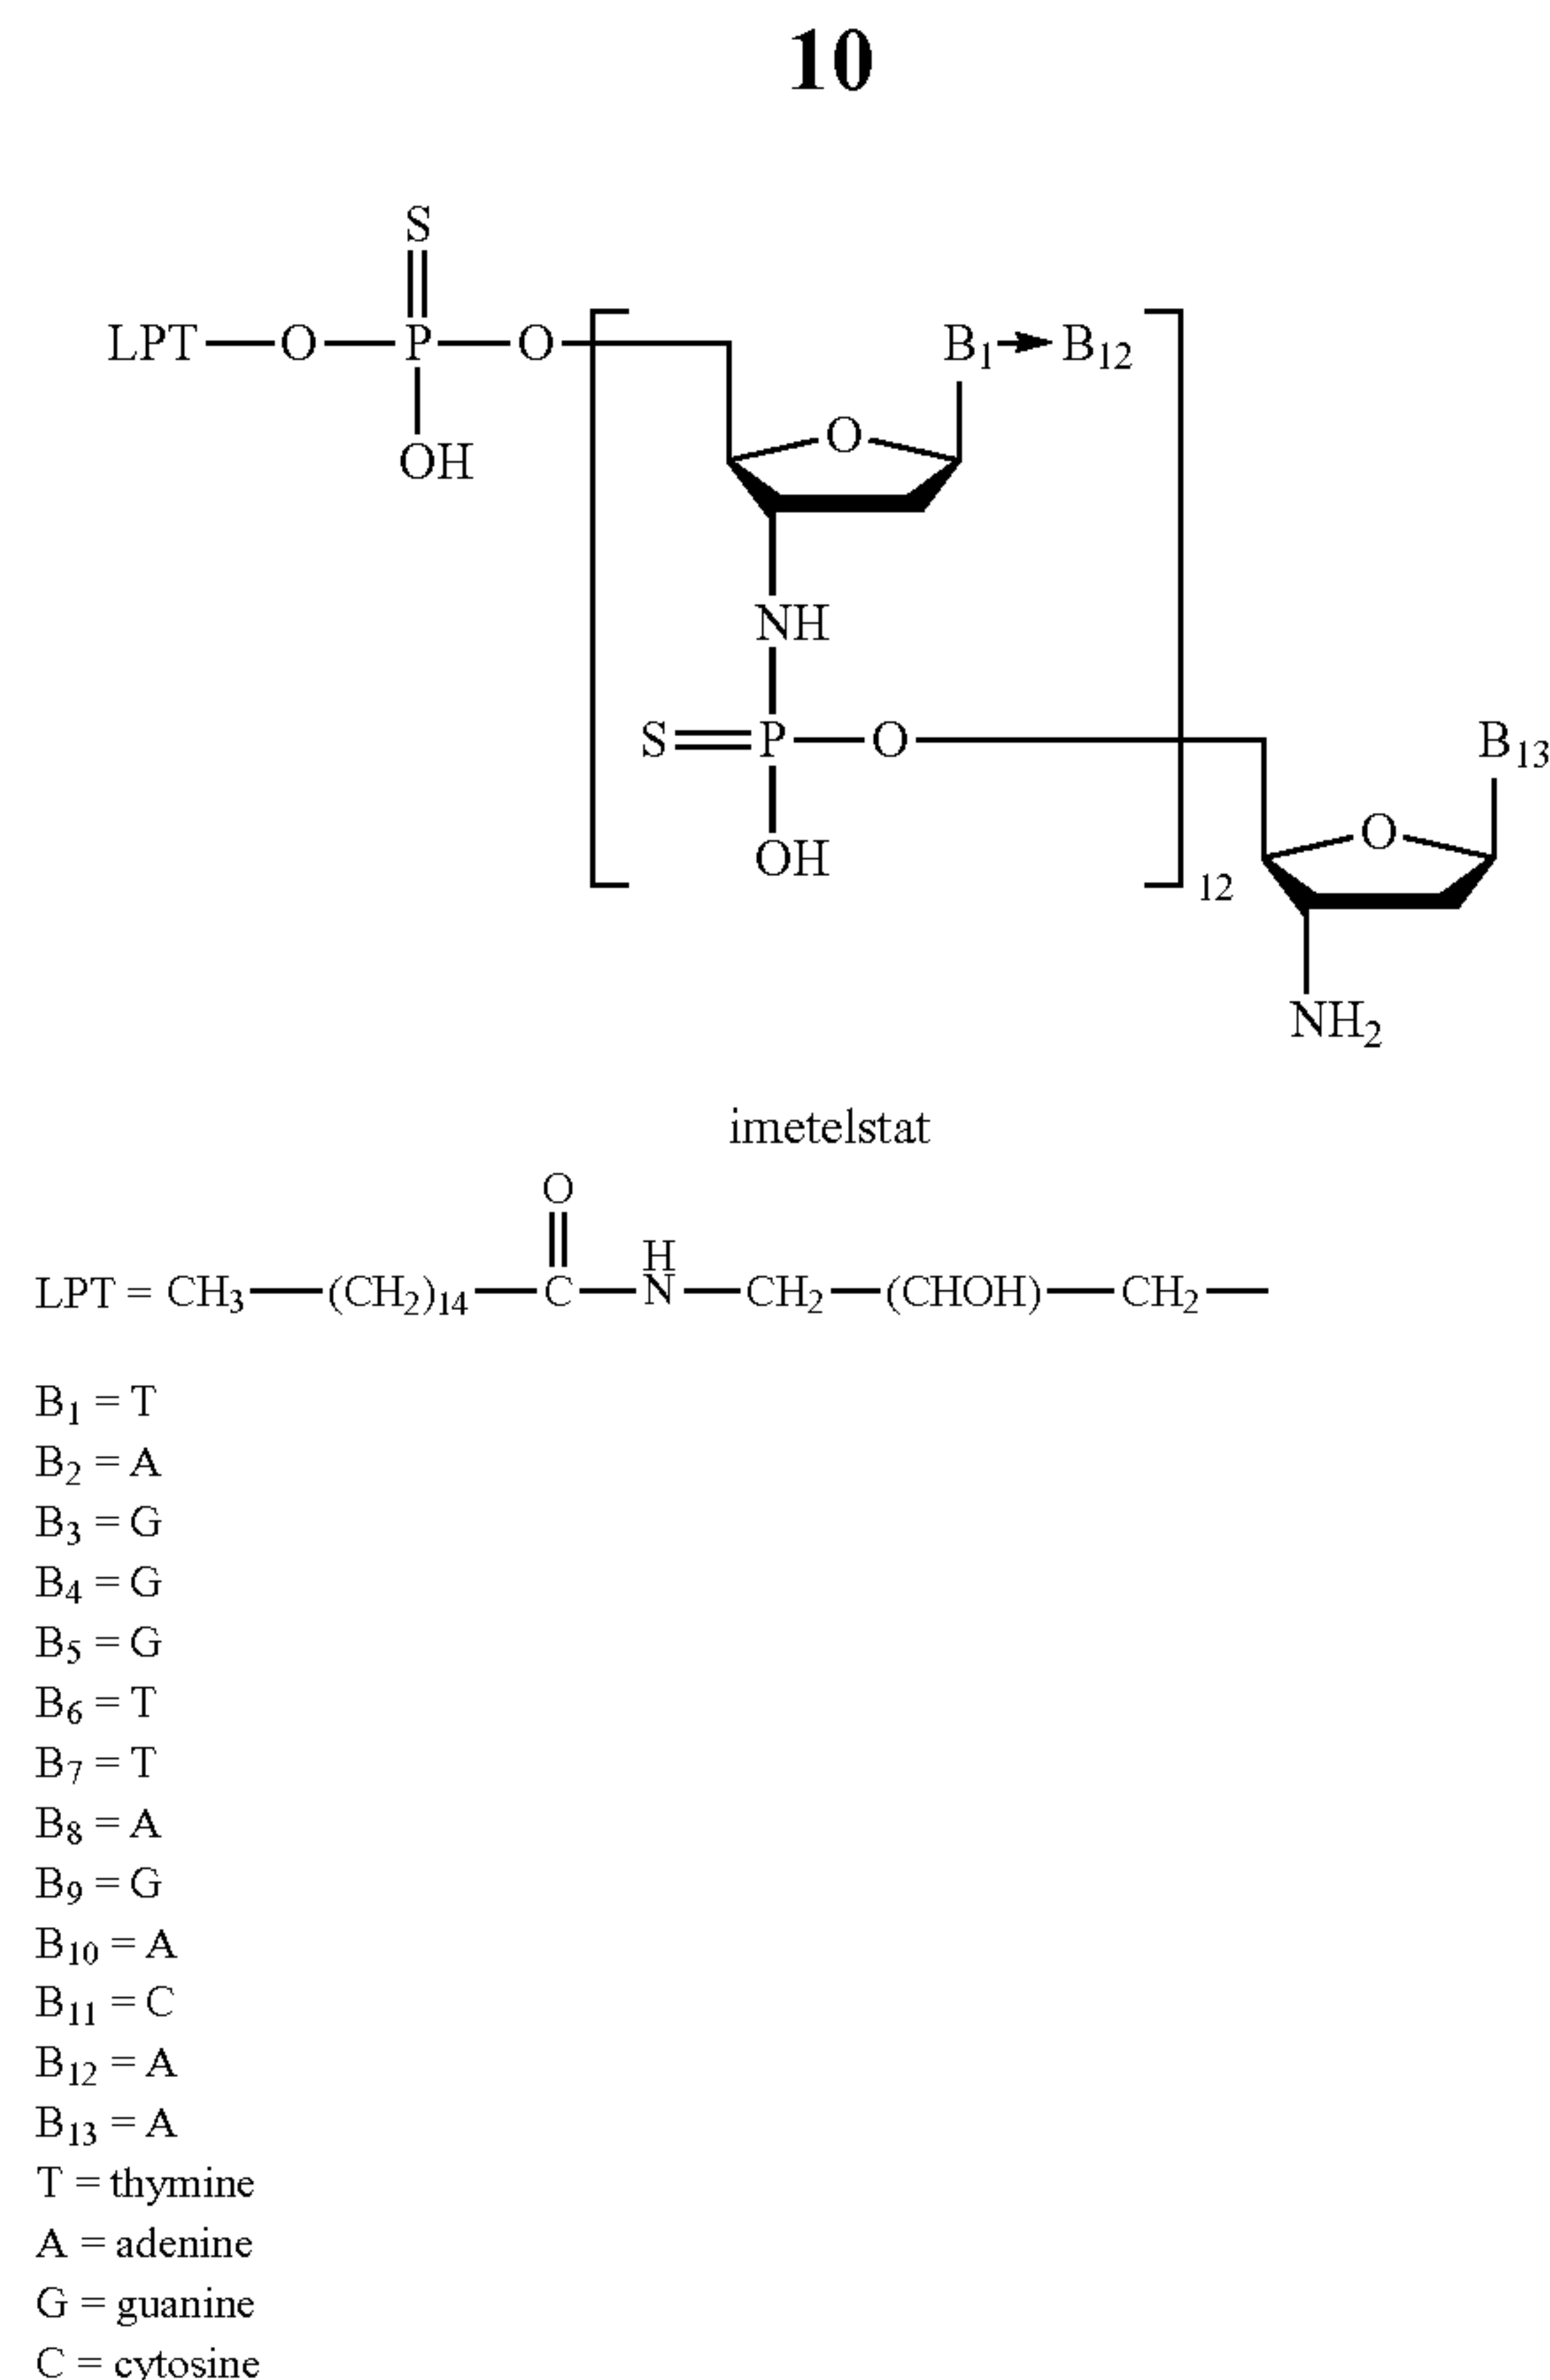 10
S
LPT—O—P—O
B₁→B₁₂
O
OH
NH
S=P—O
B₁₃
OH
O
12
NH₂
imetelstat
O
H
LPT = CH₃—(CH₂)₁₄—C—N—CH₂—(CHOH)—CH₂—
B₁ = T
B₂ = A
B₃ = G
B₄ = G
B₅ = G
B₆ = T
B₇ = T
B₈ = A
B₉ = G
B₁₀ = A
B₁₁ = C
B₁₂ = A
B₁₃ = A
T = thymine
A = adenine
G = guanine
C = cytosine